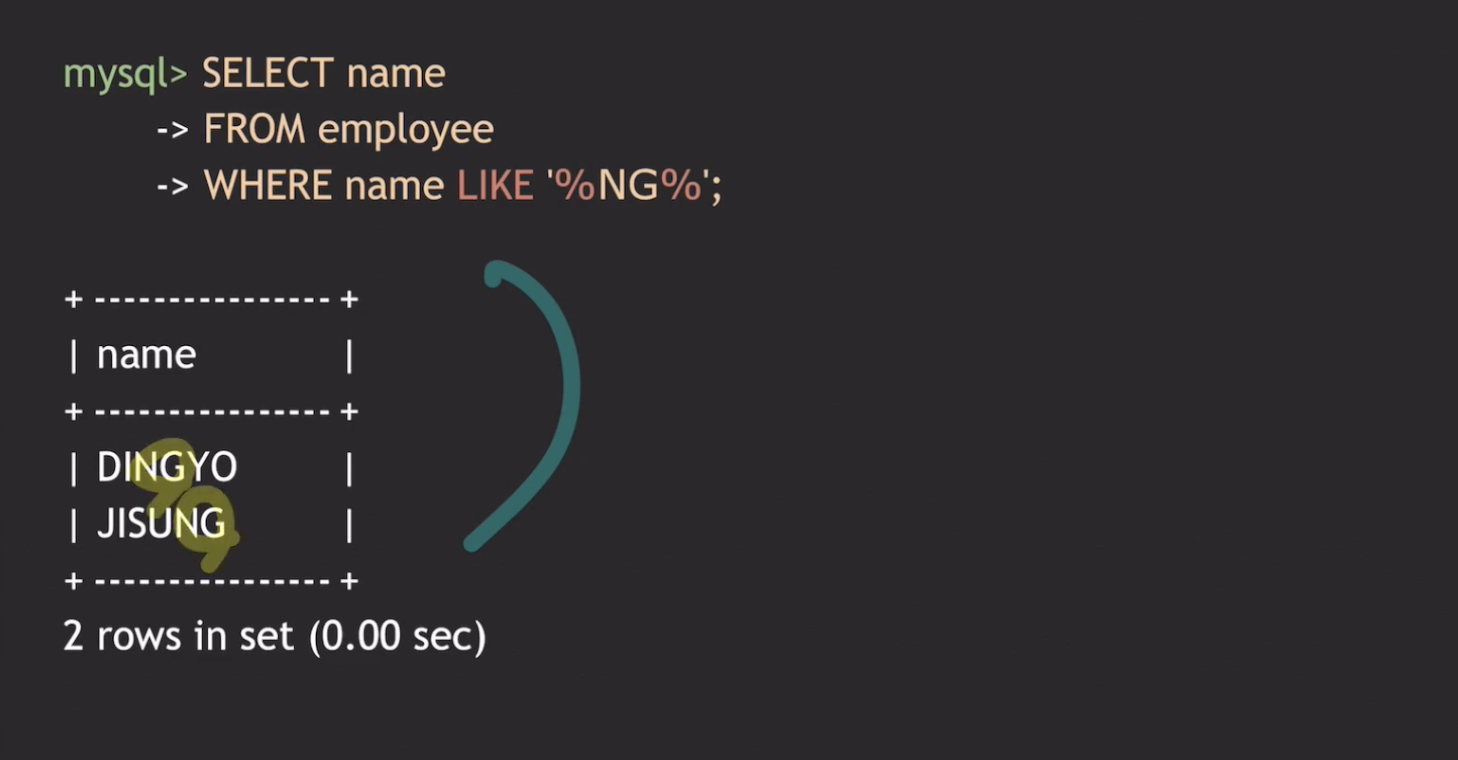 mysql> SELECT name
-> FROM employee
-> WHERE name LIKE '%NG%';
+ ---------------- +
| name |
+ ---------------- +
| DINGYO |
| JISUNG |
+ ---------------- +
2 rows in set (0.00 sec)